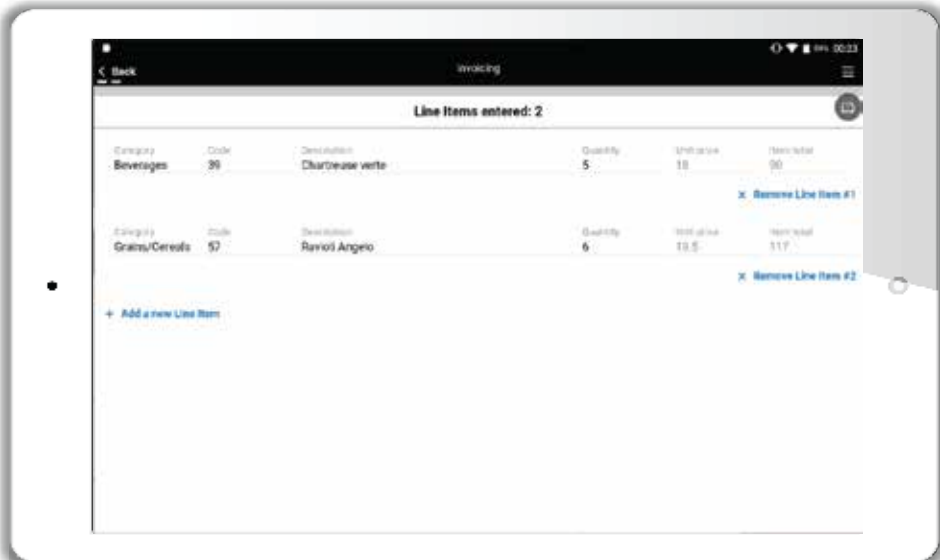 00:23
< Back Invoicing
Line Items entered: 2
Category Code Description Quantity Unit price Item total
Beverages 39 Chartreuse verte 5 18 90
× Remove Line Item #1
Category Code Description Quantity Unit price Item total
Grains/Cereals 57 Ravioli Angelo 6 19.5 117
× Remove Line Item #2
+ Add a new Line Item